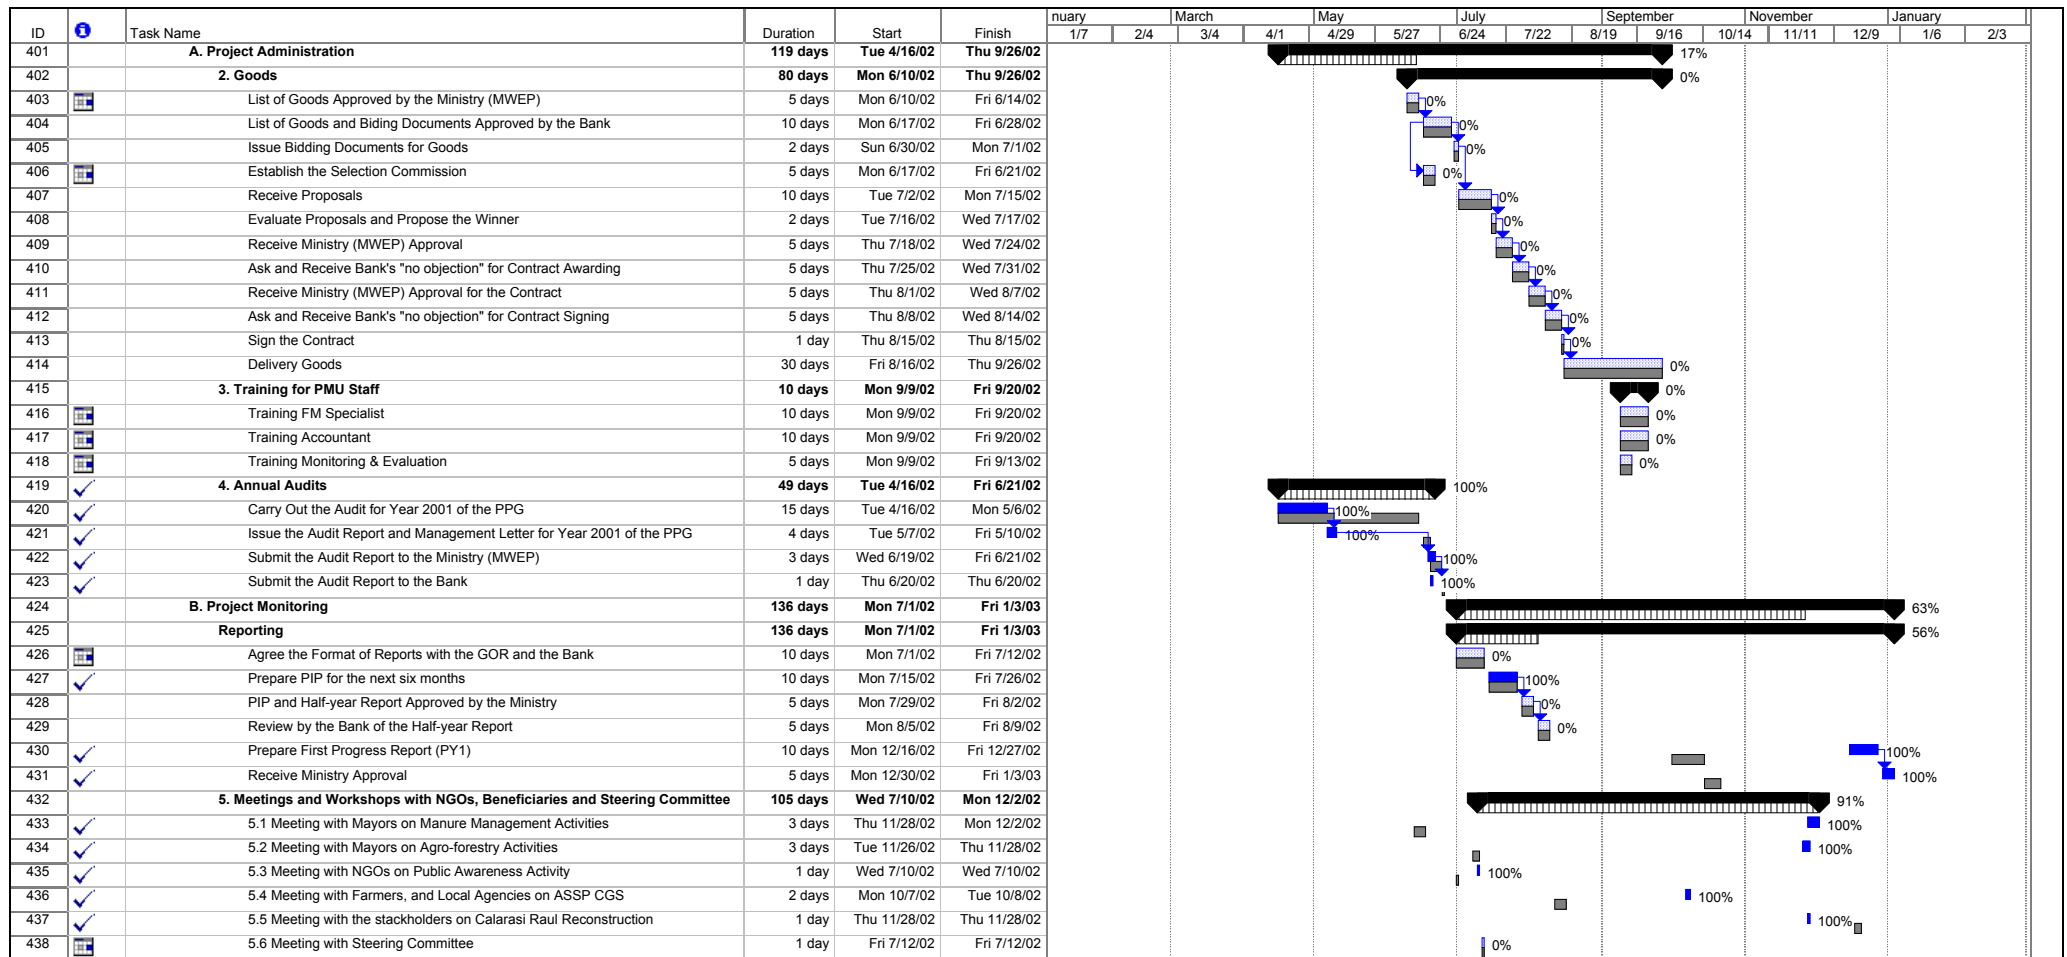 nuary March May July September November January
ID Task Name Duration Start Finish 1/7 2/4 3/4 4/1 4/29 5/27 6/24 7/22 8/19 9/16 10/14 11/11 12/9 1/6 2/3
401 A. Project Administration 119 days Tue 4/16/02 Thu 9/26/02 17%
402 2. Goods 80 days Mon 6/10/02 Thu 9/26/02 0%
403 List of Goods Approved by the Ministry (MWEP) 5 days Mon 6/10/02 Fri 6/14/02 0%
404 List of Goods and Biding Documents Approved by the Bank 10 days Mon 6/17/02 Fri 6/28/02 0%
405 Issue Bidding Documents for Goods 2 days Sun 6/30/02 Mon 7/1/02 0%
406 Establish the Selection Commission 5 days Mon 6/17/02 Fri 6/21/02 0%
407 Receive Proposals 10 days Tue 7/2/02 Mon 7/15/02 0%
408 Evaluate Proposals and Propose the Winner 2 days Tue 7/16/02 Wed 7/17/02 0%
409 Receive Ministry (MWEP) Approval 5 days Thu 7/18/02 Wed 7/24/02 0%
410 Ask and Receive Bank's "no objection" for Contract Awarding 5 days Thu 7/25/02 Wed 7/31/02 0%
411 Receive Ministry (MWEP) Approval for the Contract 5 days Thu 8/1/02 Wed 8/7/02 0%
412 Ask and Receive Bank's "no objection" for Contract Signing 5 days Thu 8/8/02 Wed 8/14/02 0%
413 Sign the Contract 1 day Thu 8/15/02 Thu 8/15/02 0%
414 Delivery Goods 30 days Fri 8/16/02 Thu 9/26/02 0%
415 3. Training for PMU Staff 10 days Mon 9/9/02 Fri 9/20/02 0%
416 Training FM Specialist 10 days Mon 9/9/02 Fri 9/20/02 0%
417 Training Accountant 10 days Mon 9/9/02 Fri 9/20/02 0%
418 Training Monitoring & Evaluation 5 days Mon 9/9/02 Fri 9/13/02 0%
419 4. Annual Audits 49 days Tue 4/16/02 Fri 6/21/02 100%
420 Carry Out the Audit for Year 2001 of the PPG 15 days Tue 4/16/02 Mon 5/6/02 100%
421 Issue the Audit Report and Management Letter for Year 2001 of the PPG 4 days Tue 5/7/02 Fri 5/10/02 100%
422 Submit the Audit Report to the Ministry (MWEP) 3 days Wed 6/19/02 Fri 6/21/02 100%
423 Submit the Audit Report to the Bank 1 day Thu 6/20/02 Thu 6/20/02 100%
424 B. Project Monitoring 136 days Mon 7/1/02 Fri 1/3/03 63%
425 Reporting 136 days Mon 7/1/02 Fri 1/3/03 56%
426 Agree the Format of Reports with the GOR and the Bank 10 days Mon 7/1/02 Fri 7/12/02 0%
427 Prepare PIP for the next six months 10 days Mon 7/15/02 Fri 7/26/02 100%
428 PIP and Half-year Report Approved by the Ministry 5 days Mon 7/29/02 Fri 8/2/02 0%
429 Review by the Bank of the Half-year Report 5 days Mon 8/5/02 Fri 8/9/02 0%
430 Prepare First Progress Report (PY1) 10 days Mon 12/16/02 Fri 12/27/02 100%
431 Receive Ministry Approval 5 days Mon 12/30/02 Fri 1/3/03 100%
432 5. Meetings and Workshops with NGOs, Beneficiaries and Steering Committee 105 days Wed 7/10/02 Mon 12/2/02 91%
433 5.1 Meeting with Mayors on Manure Management Activities 3 days Thu 11/28/02 Mon 12/2/02 100%
434 5.2 Meeting with Mayors on Agro-forestry Activities 3 days Tue 11/26/02 Thu 11/28/02 100%
435 5.3 Meeting with NGOs on Public Awareness Activity 1 day Wed 7/10/02 Wed 7/10/02 100%
436 5.4 Meeting with Farmers, and Local Agencies on ASSP CGS 2 days Mon 10/7/02 Tue 10/8/02 100%
437 5.5 Meeting with the stackholders on Calarasi Raul Reconstruction 1 day Thu 11/28/02 Thu 11/28/02 100%
438 5.6 Meeting with Steering Committee 1 day Fri 7/12/02 Fri 7/12/02 0%